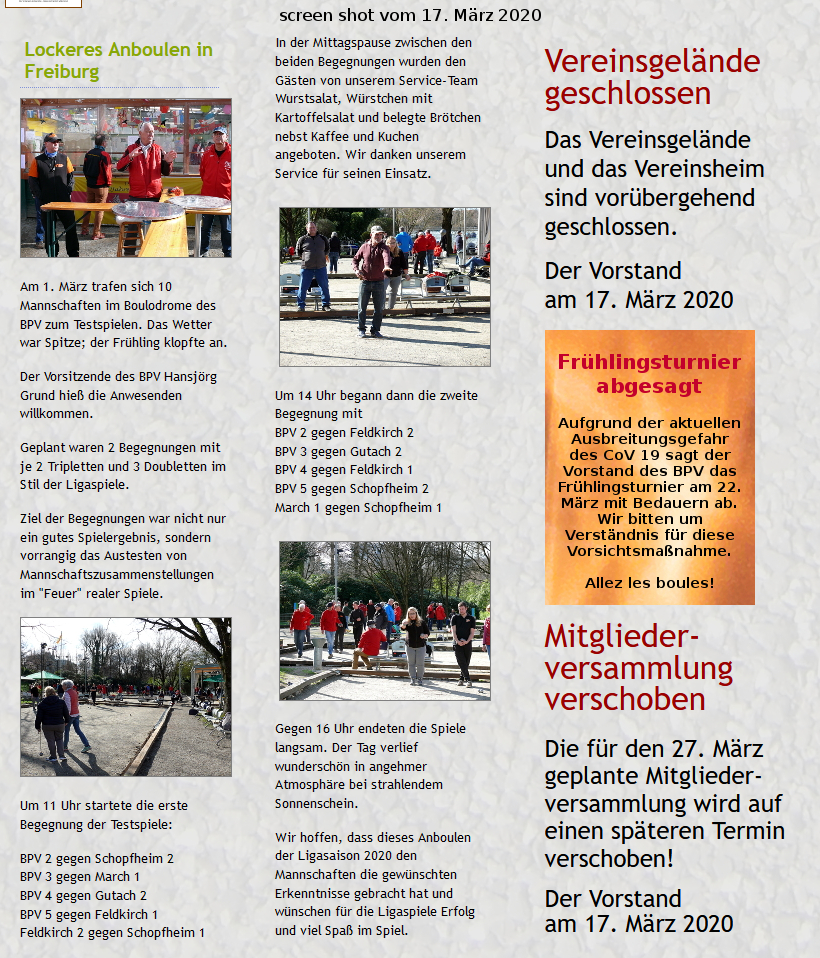 screen shot vom 17. März 2020
Lockeres Anboulen in
Freiburg
Am 1. März trafen sich 10
Mannschaften im Boulodrome des
BPV zum Testspielen. Das Wetter
war Spitze; der Frühling klopfte an.
Der Vorsitzende des BPV Hansjörg
Grund hieß die Anwesenden
willkommen.
Geplant waren 2 Begegnungen mit
je 2 Tripletten und 3 Doubletten im
Stil der Ligaspiele.
Ziel der Begegnungen war nicht nur
ein gutes Spielergebnis, sondern
vorrangig das Austesten von
Mannschaftszusammenstellungen
im "Feuer" realer Spiele.
Um 11 Uhr startete die erste
Begegnung der Testspiele:
BPV 2 gegen Schopfheim 2
BPV 3 gegen March 1
BPV 4 gegen Gutach 2
BPV 5 gegen Feldkirch 1
Feldkirch 2 gegen Schopfheim 1
In der Mittagspause zwischen den
beiden Begegnungen wurden den
Gästen von unserem Service-Team
Wurstsalat, Würstchen mit
Kartoffelsalat und belegte Brötchen
nebst Kaffee und Kuchen
angeboten. Wir danken unserem
Service für seinen Einsatz.
Um 14 Uhr begann dann die zweite
Begegnung mit
BPV 2 gegen Feldkirch 2
BPV 3 gegen Gutach 2
BPV 4 gegen Feldkirch 1
BPV 5 gegen Schopfheim 2
March 1 gegen Schopfheim 1
Gegen 16 Uhr endeten die Spiele
langsam. Der Tag verlief
wunderschön in angehmer
Atmosphäre bei strahlendem
Sonnenschein.
Wir hoffen, dass dieses Anboulen
der Ligasaison 2020 den
Mannschaften die gewünschten
Erkenntnisse gebracht hat und
wünschen für die Ligaspiele Erfolg
und viel Spaß im Spiel.
Vereinsgelände
geschlossen
Das Vereinsgelände
und das Vereinsheim
sind vorübergehend
geschlossen.
Der Vorstand
am 17. März 2020
Frühlingsturnier
abgesagt
Aufgrund der aktuellen
Ausbreitungsgefahr
des CoV 19 sagt der
Vorstand des BPV das
Frühlingsturnier am 22.
März mit Bedauern ab.
Wir bitten um
Verständnis für diese
Vorsichtsmaßnahme.
Allez les boules!
Mitglieder-
versammlung
verschoben
Die für den 27. März
geplante Mitglieder-
versammlung wird auf
einen späteren Termin
verschoben!
Der Vorstand
am 17. März 2020